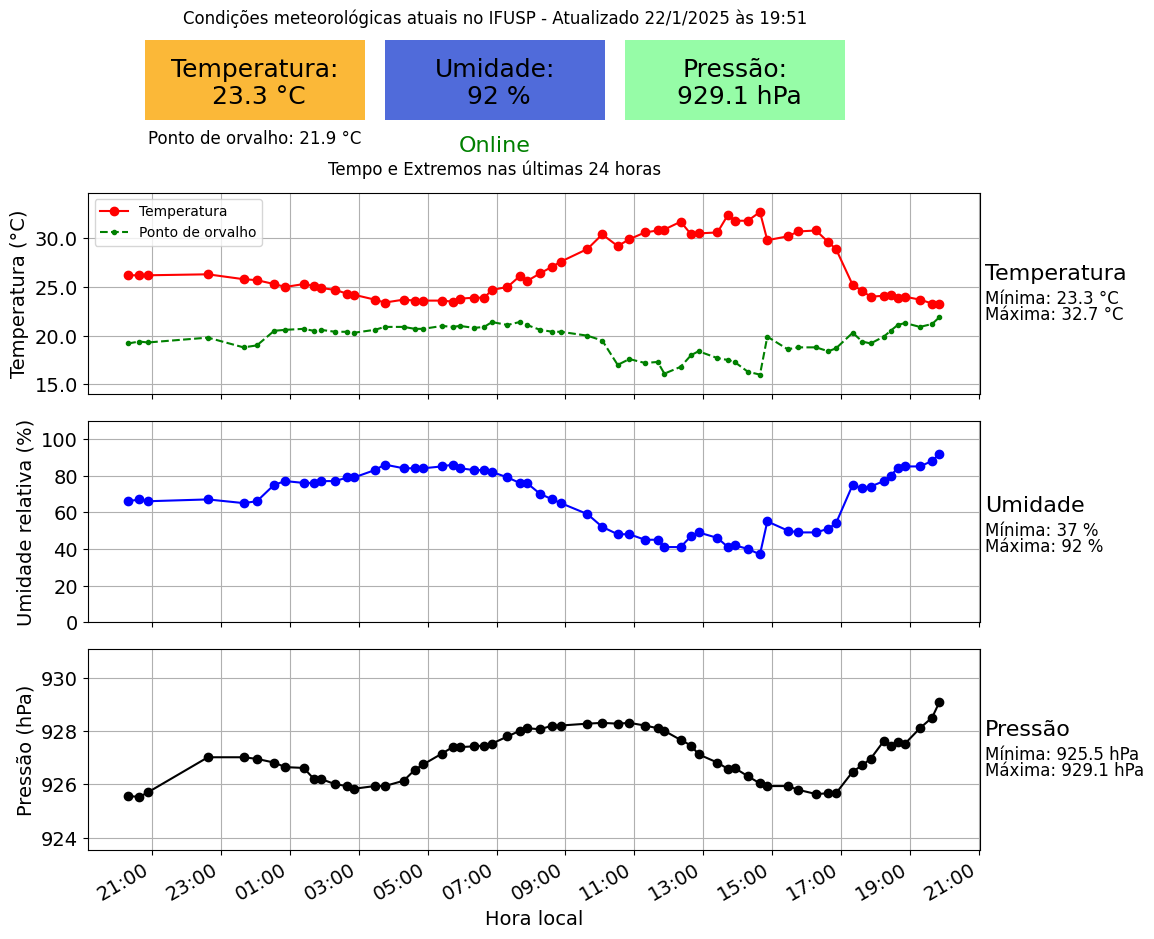 Condições meteorológicas atuais no IFUSP - Atualizado 22/1/2025 às 19:51
Temperatura:
23.3 °C
Umidade:
92 %
Pressão:
929.1 hPa
Ponto de orvalho: 21.9 °C
Online
Tempo e Extremos nas últimas 24 horas
Temperatura (°C)
30.0
25.0
20.0
15.0
Temperatura
Ponto de orvalho
Temperatura
Mínima: 23.3 °C
Máxima: 32.7 °C
Umidade relativa (%)
100
80
60
40
20
0
Umidade
Mínima: 37 %
Máxima: 92 %
Pressão (hPa)
930
928
926
924
Pressão
Mínima: 925.5 hPa
Máxima: 929.1 hPa
21:00
23:00
01:00
03:00
05:00
07:00
09:00
11:00
13:00
15:00
17:00
19:00
21:00
Hora local